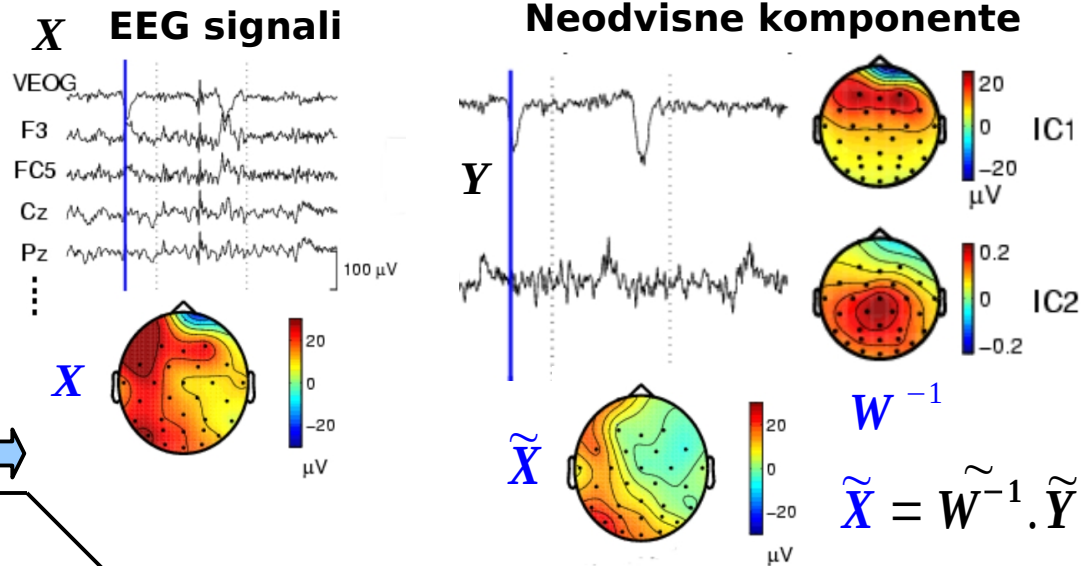 X EEG signali
VEOG
F3
FC5
Cz
Pz
100 μV
X
20
0
−20
μV
Neodvisne komponente
Y
20
0
−20
μV
IC1
0.2
0
−0.2
IC2
W⁻¹
X̃
20
0
−20
μV
X̃ = W̃⁻¹.Ỹ